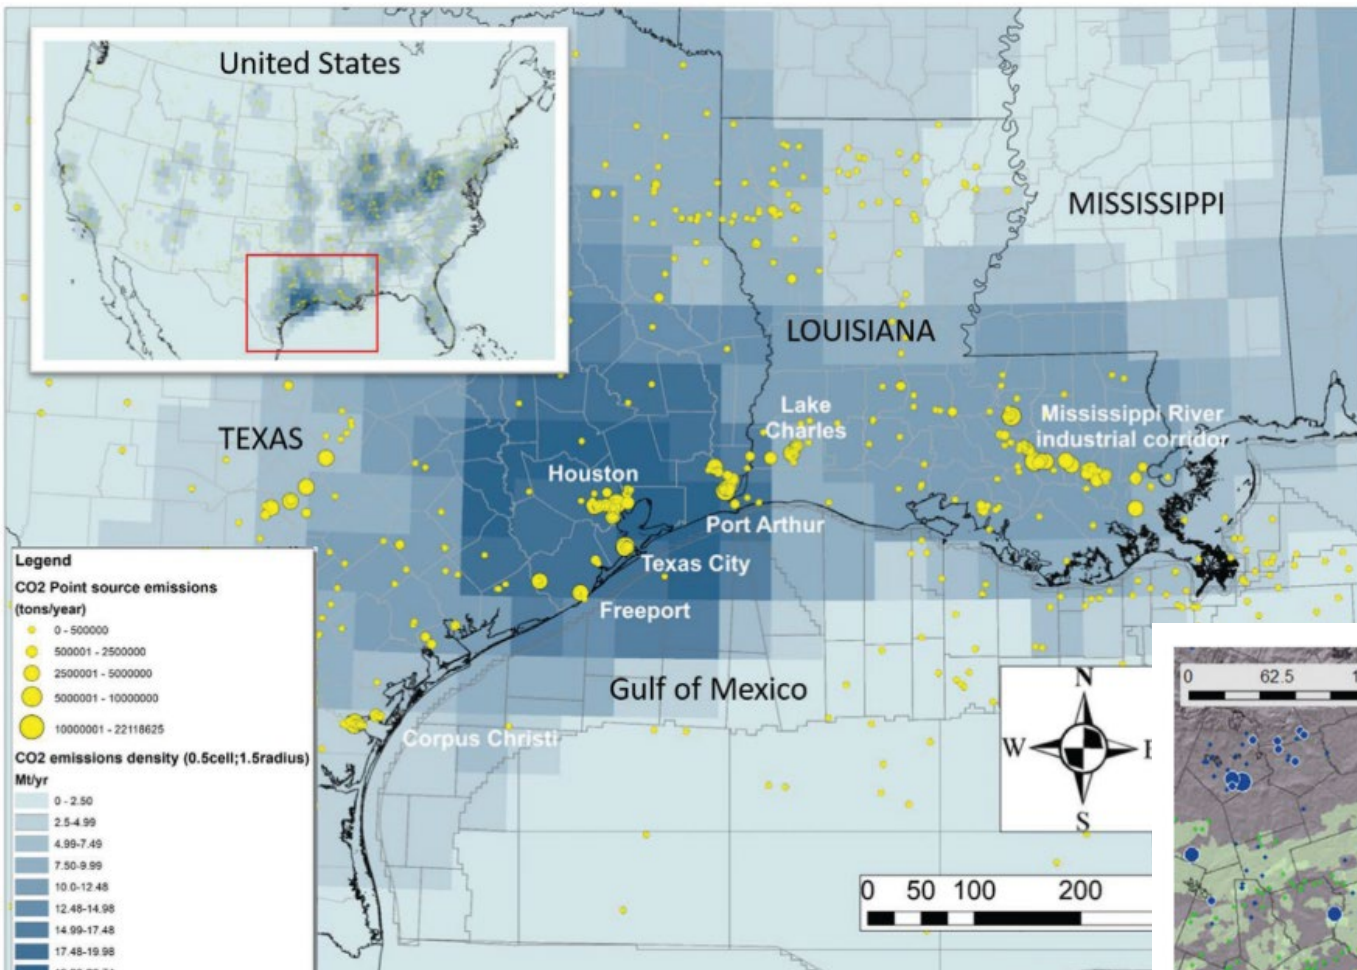 United States
MISSISSIPPI
LOUISIANA
TEXAS
Lake
Charles
Mississippi River
industrial corridor
Houston
Port Arthur
Texas City
Freeport
Gulf of Mexico
Corpus Christi
Legend
CO2 Point source emissions
(tons/year)
0 - 500000
500001 - 2500000
2500001 - 5000000
5000001 - 10000000
10000001 - 22118625
CO2 emissions density (0.5cell;1.5radius)
Mt/yr
0 - 2.50
2.5-4.99
4.99-7.49
7.50-9.99
10.0-12.48
12.48-14.98
14.99-17.48
17.48-19.98
N
W
E
S
0 50 100 200
0 62.5 1